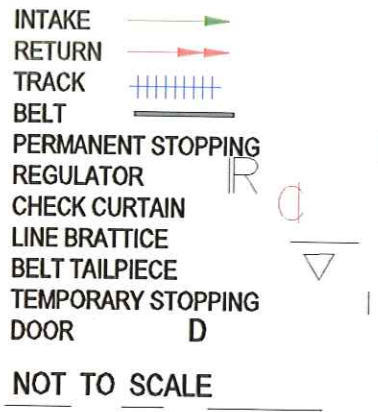 INTAKE
RETURN
TRACK
BELT
PERMANENT STOPPING
REGULATOR R
CHECK CURTAIN C
LINE BRATTICE
BELT TAILPIECE
TEMPORARY STOPPING
DOOR D
NOT TO SCALE